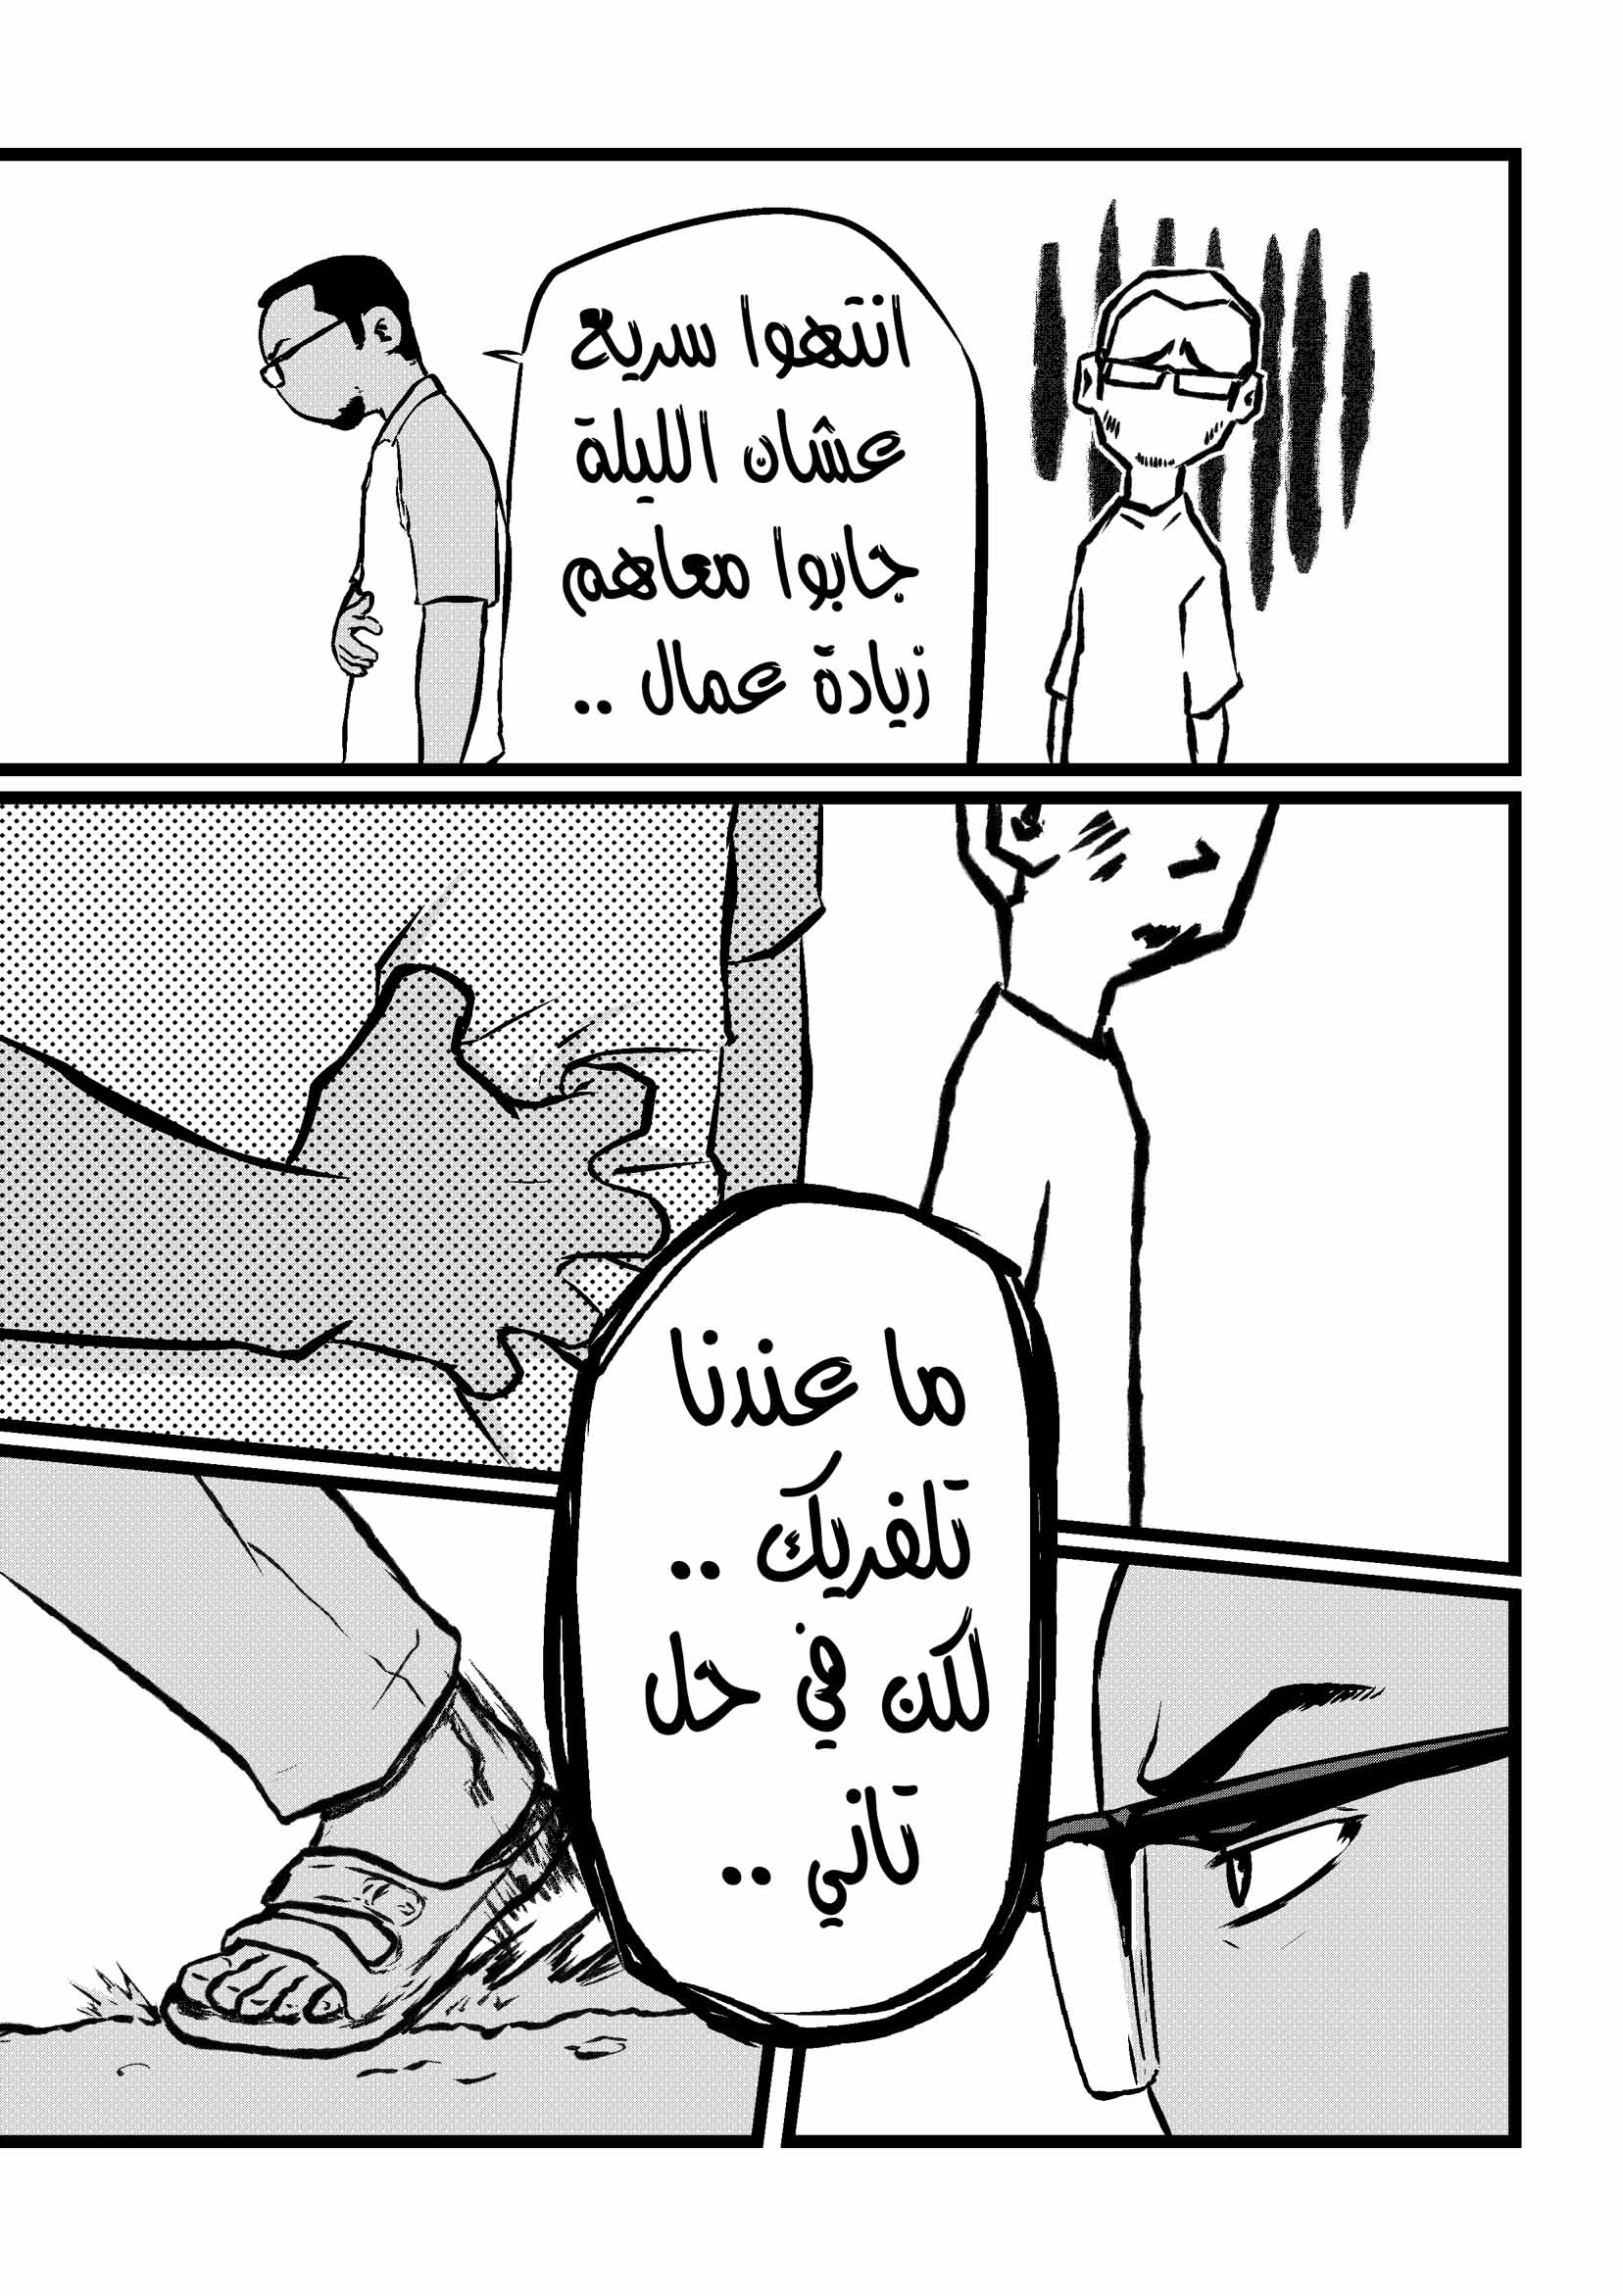 انتهوا سريع
عشان الليلة
جابوا معاهم
زيادة عمال ..
ما عندنا
تلفريك ..
لكن في حل
تاني ..